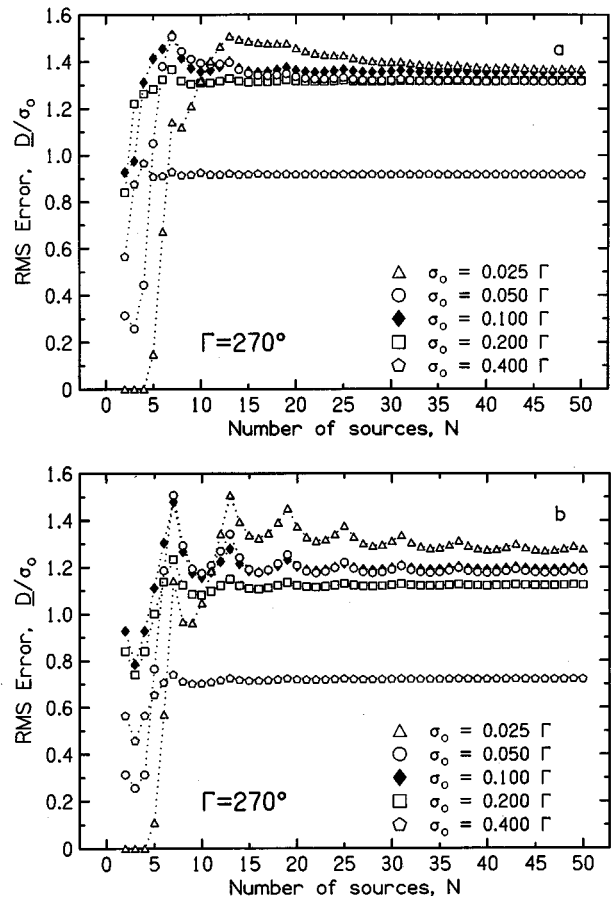 a
RMS Error, D/σo
1.6
1.4
1.2
1.0
0.8
0.6
0.4
0.2
0
Γ=270°
△ σo = 0.025 Γ
○ σo = 0.050 Γ
◆ σo = 0.100 Γ
□ σo = 0.200 Γ
⬠ σo = 0.400 Γ
0 5 10 15 20 25 30 35 40 45 50
Number of sources, N
b
RMS Error, D/σo
1.6
1.4
1.2
1.0
0.8
0.6
0.4
0.2
0
Γ=270°
△ σo = 0.025 Γ
○ σo = 0.050 Γ
◆ σo = 0.100 Γ
□ σo = 0.200 Γ
⬠ σo = 0.400 Γ
0 5 10 15 20 25 30 35 40 45 50
Number of sources, N